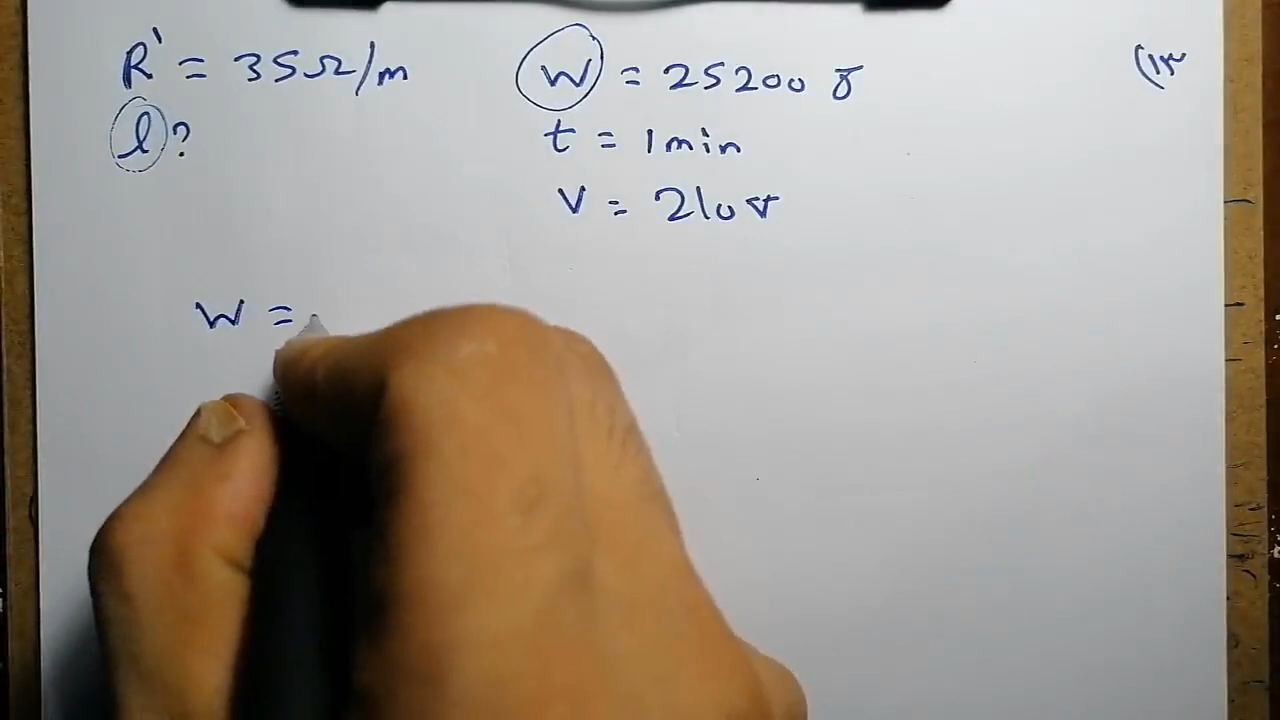 R' = 35Ω/m
l?
W = 25200 J
t = 1min
V = 210V
W =